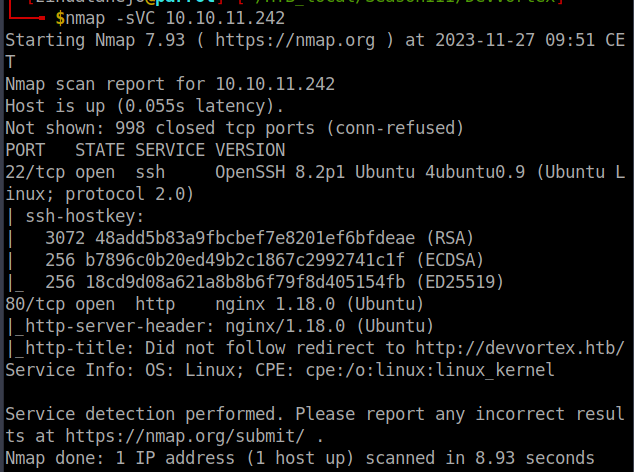 $nmap -sVC 10.10.11.242
Starting Nmap 7.93 ( https://nmap.org ) at 2023-11-27 09:51 CE
T
Nmap scan report for 10.10.11.242
Host is up (0.055s latency).
Not shown: 998 closed tcp ports (conn-refused)
PORT   STATE SERVICE VERSION
22/tcp open  ssh     OpenSSH 8.2p1 Ubuntu 4ubuntu0.9 (Ubuntu L
inux; protocol 2.0)
| ssh-hostkey:
|   3072 48add5b83a9fbcbef7e8201ef6bfdeae (RSA)
|   256 b7896c0b20ed49b2c1867c2992741c1f (ECDSA)
|_  256 18cd9d08a621a8b8b6f79f8d405154fb (ED25519)
80/tcp open  http    nginx 1.18.0 (Ubuntu)
|_http-server-header: nginx/1.18.0 (Ubuntu)
|_http-title: Did not follow redirect to http://devvortex.htb/
Service Info: OS: Linux; CPE: cpe:/o:linux:linux_kernel

Service detection performed. Please report any incorrect resul
ts at https://nmap.org/submit/ .
Nmap done: 1 IP address (1 host up) scanned in 8.93 seconds